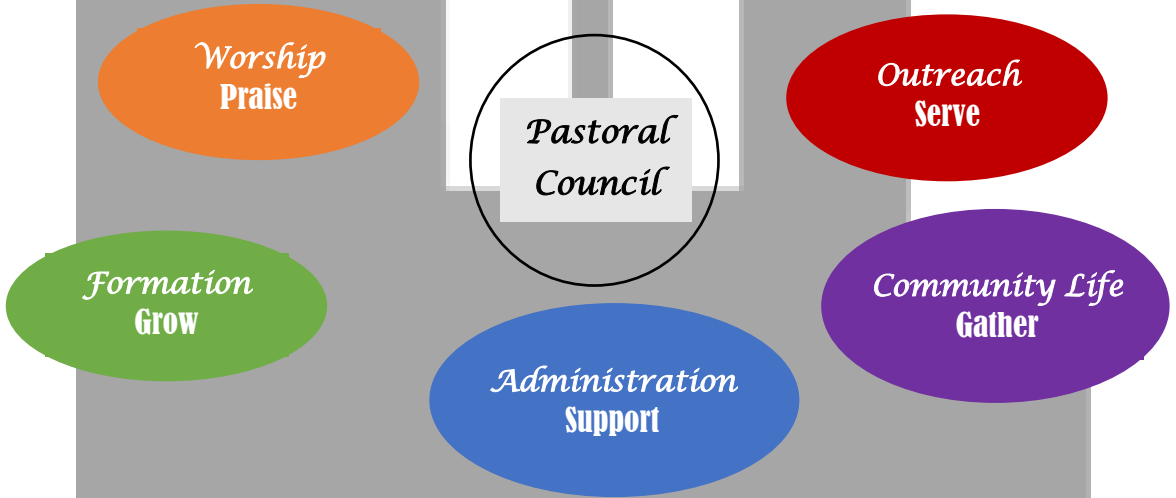 Worship
Praise
Pastoral
Council
Outreach
Serve
Formation
Grow
Administration
Support
Community Life
Gather